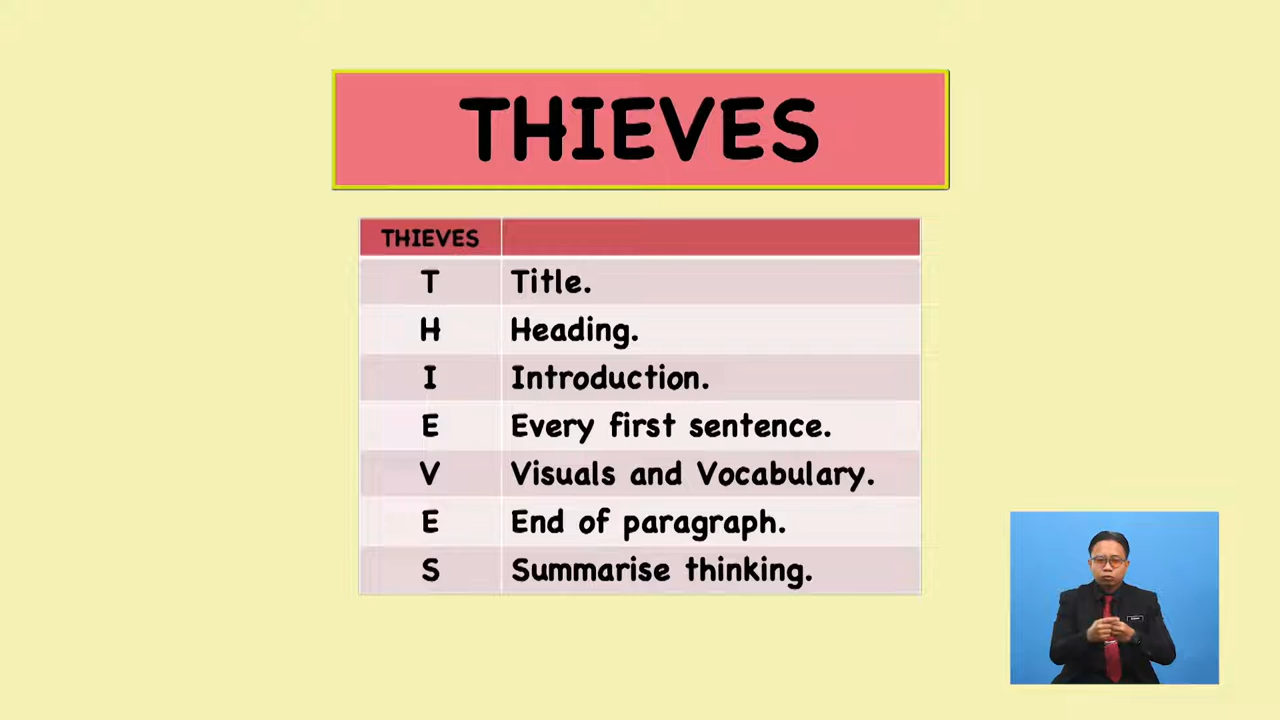 THIEVES
THIEVES
T Title.
H Heading.
I Introduction.
E Every first sentence.
V Visuals and Vocabulary.
E End of paragraph.
S Summarise thinking.